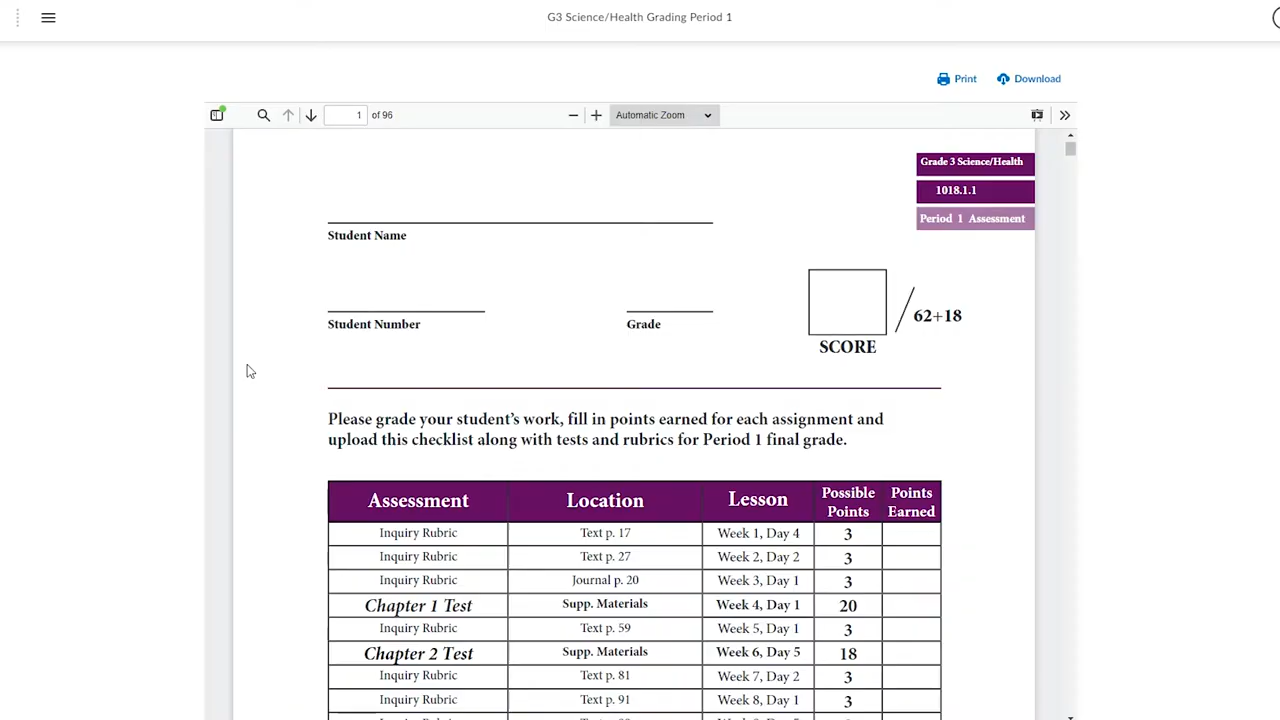 G3 Science/Health Grading Period 1
Print Download
1 of 96 Automatic Zoom
Grade 3 Science/Health
1018.1.1
Period 1 Assessment
Student Name
Student Number Grade
62+18
SCORE
Please grade your student's work, fill in points earned for each assignment and
upload this checklist along with tests and rubrics for Period 1 final grade.
Assessment Location Lesson Possible Points Points Earned
Inquiry Rubric Text p. 17 Week 1, Day 4 3
Inquiry Rubric Text p. 27 Week 2, Day 2 3
Inquiry Rubric Journal p. 20 Week 3, Day 1 3
Chapter 1 Test Supp. Materials Week 4, Day 1 20
Inquiry Rubric Text p. 59 Week 5, Day 1 3
Chapter 2 Test Supp. Materials Week 6, Day 5 18
Inquiry Rubric Text p. 81 Week 7, Day 2 3
Inquiry Rubric Text p. 91 Week 8, Day 1 3